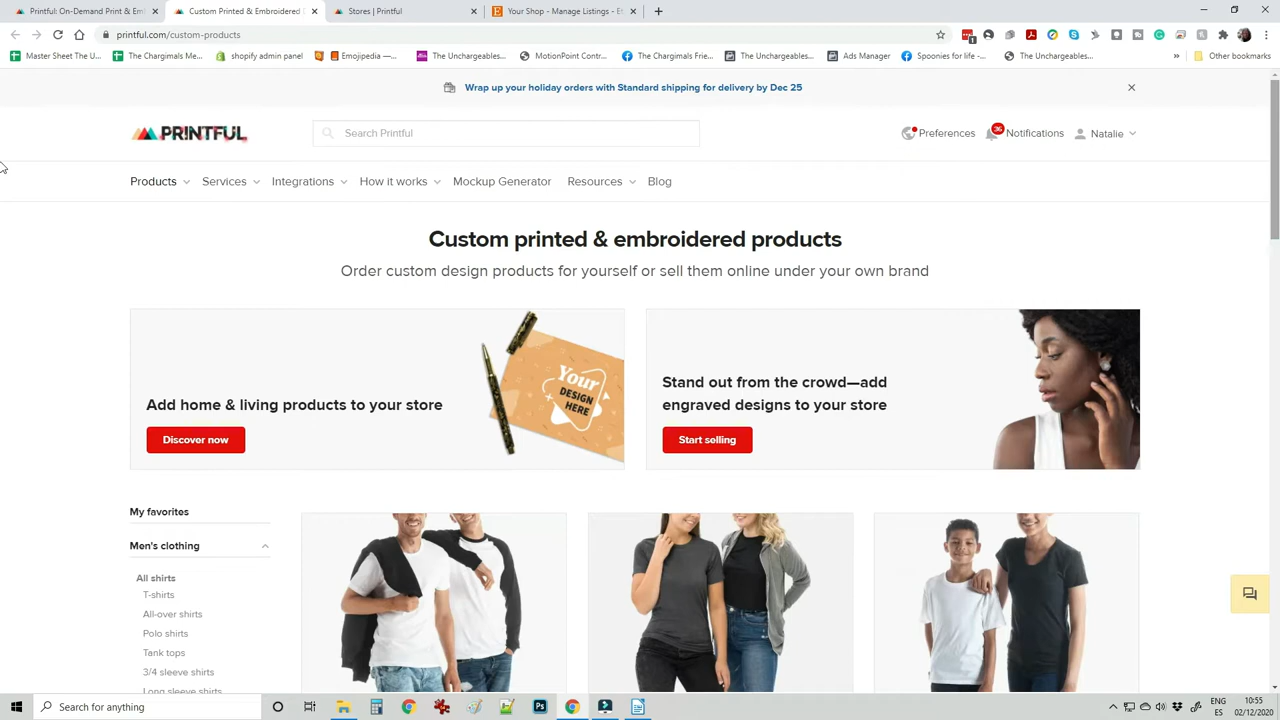 Printful: On-Demand Print & Emb
Custom Printed & Embroidered
Stores | Printful
Your Shop - Manage Listings - Et
printful.com/custom-products
Master Sheet The U...
The Chargimals Me...
shopify admin panel
Emojipedia —...
The Unchargeables...
MotionPoint Contr...
The Chargimals Frie...
The Unchargeables...
Ads Manager
Spoonies for life -...
The Unchargeables...
»
Other bookmarks
Wrap up your holiday orders with Standard shipping for delivery by Dec 25
PRINTFUL
Search Printful
Preferences
36
Notifications
Natalie
Products
Services
Integrations
How it works
Mockup Generator
Resources
Blog
Custom printed & embroidered products
Order custom design products for yourself or sell them online under your own brand
Your
DESIGN
HERE
Add home & living products to your store
Discover now
Stand out from the crowd—add
engraved designs to your store
Start selling
My favorites
Men's clothing
All shirts
T-shirts
All-over shirts
Polo shirts
Tank tops
3/4 sleeve shirts
Long sleeve shirts
Search for anything
ENG
ES
10:55
02/12/2020